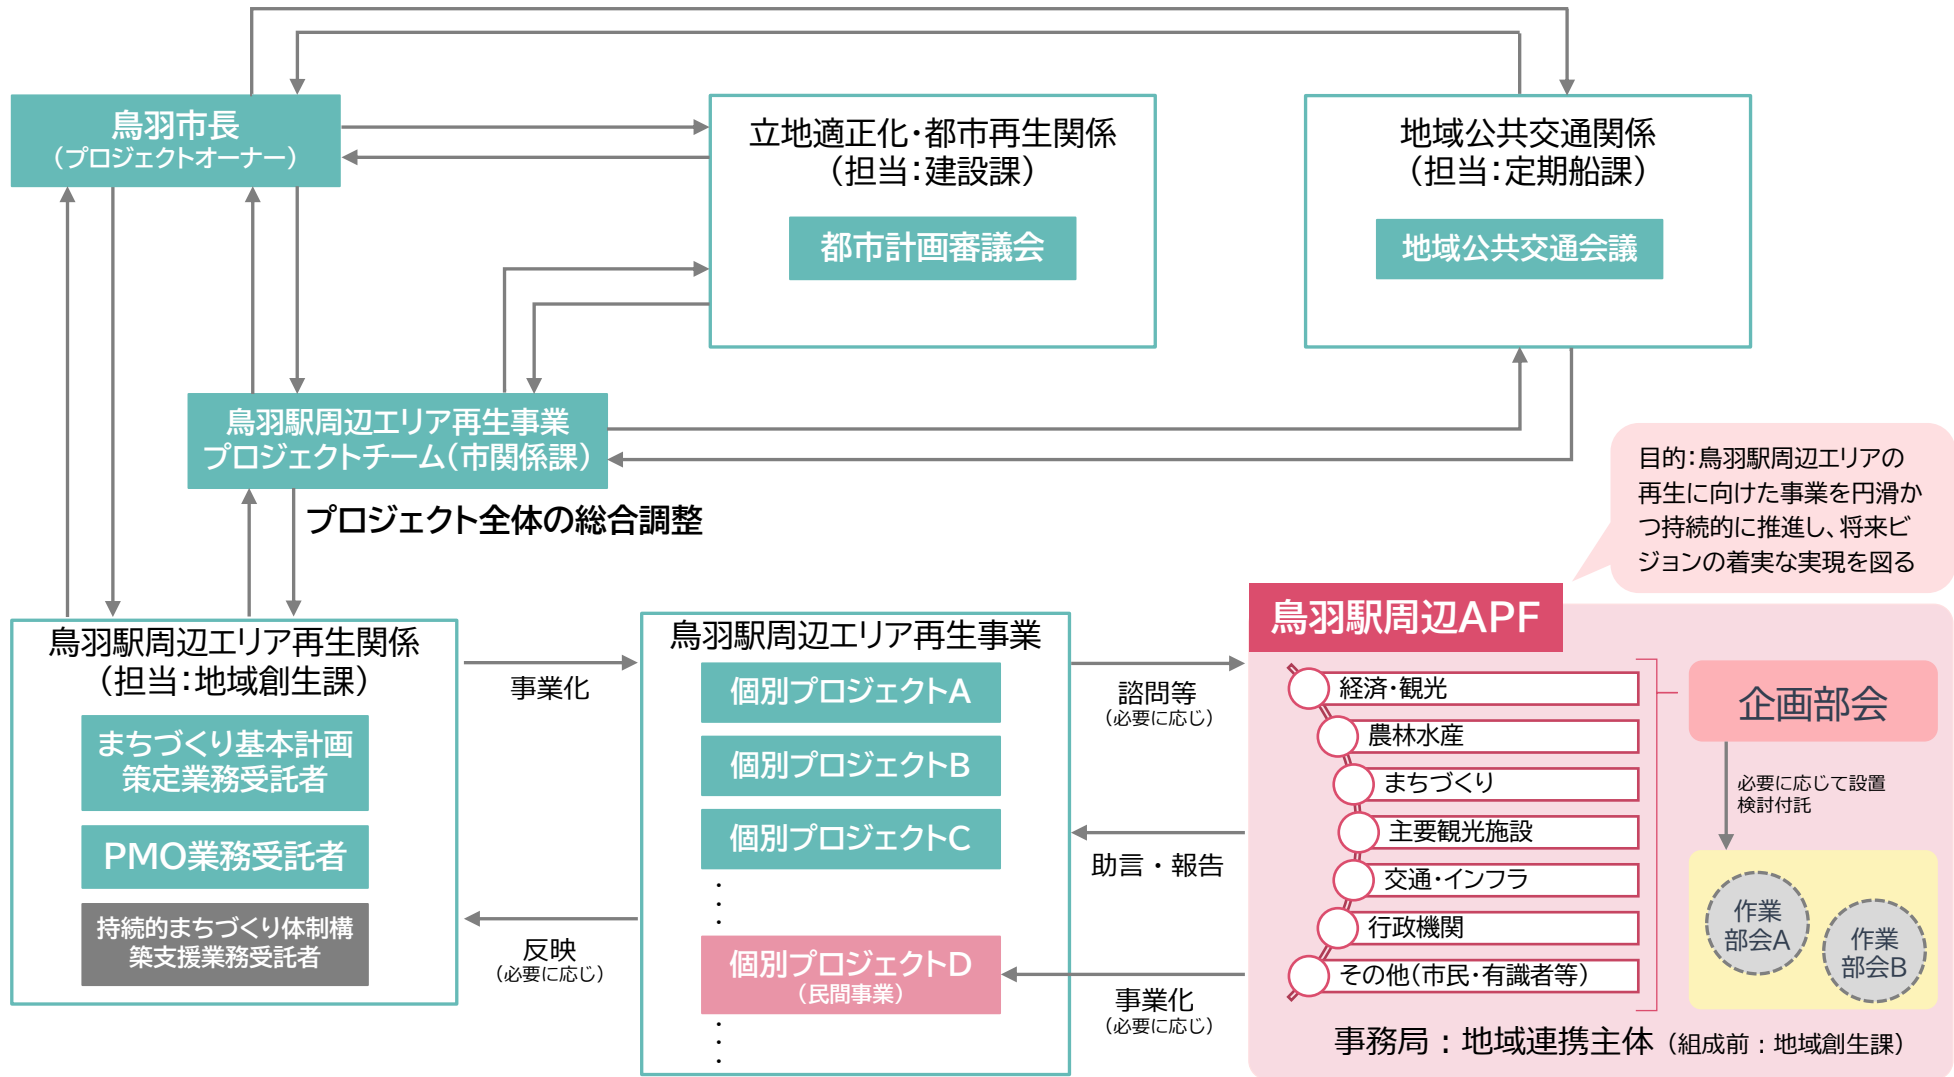 鳥羽市長
（プロジェクトオーナー）
立地適正化・都市再生関係
（担当：建設課）
都市計画審議会
地域公共交通関係
（担当：定期船課）
地域公共交通会議
鳥羽駅周辺エリア再生事業
プロジェクトチーム（市関係課）
プロジェクト全体の総合調整
目的：鳥羽駅周辺エリアの
再生に向けた事業を円滑か
つ持続的に推進し、将来ビ
ジョンの着実な実現を図る
鳥羽駅周辺エリア再生関係
（担当：地域創生課）
まちづくり基本計画
策定業務受託者
PMO業務受託者
持続的まちづくり体制構
築支援業務受託者
事業化
反映
（必要に応じ）
鳥羽駅周辺エリア再生事業
個別プロジェクトA
個別プロジェクトB
個別プロジェクトC
・
・
・
個別プロジェクトD
（民間事業）
・
・
・
諮問等
（必要に応じ）
助言・報告
事業化
（必要に応じ）
鳥羽駅周辺APF
経済・観光
農林水産
まちづくり
主要観光施設
交通・インフラ
行政機関
その他（市民・有識者等）
企画部会
必要に応じて設置
検討付託
作業
部会A
作業
部会B
事務局：地域連携主体（組成前：地域創生課）